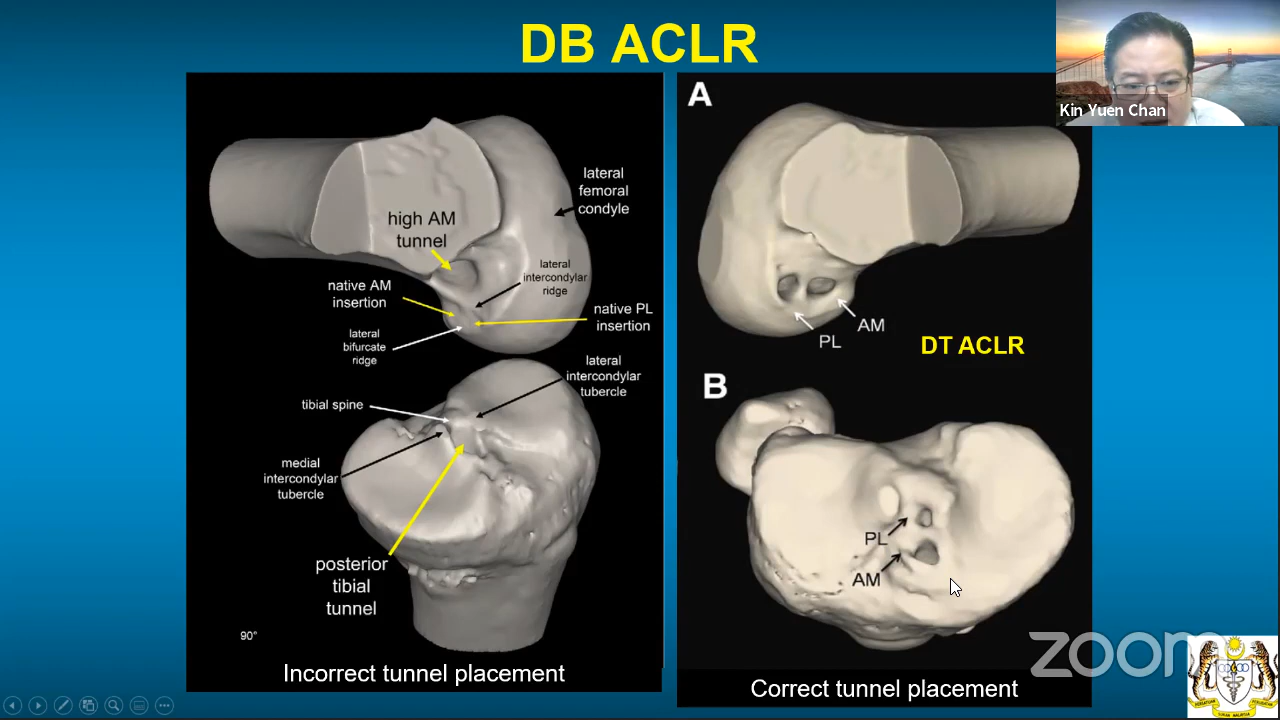 DB ACLR
Kin Yuen Chan
high AM
tunnel
lateral
femoral
condyle
lateral
intercondylar
ridge
native AM
insertion
native PL
insertion
lateral
bifurcate
ridge
lateral
intercondylar
tubercle
tibial spine
medial
intercondylar
tubercle
posterior
tibial
tunnel
90°
Incorrect tunnel placement
A
PL
AM
DT ACLR
B
PL
AM
Correct tunnel placement
zoom